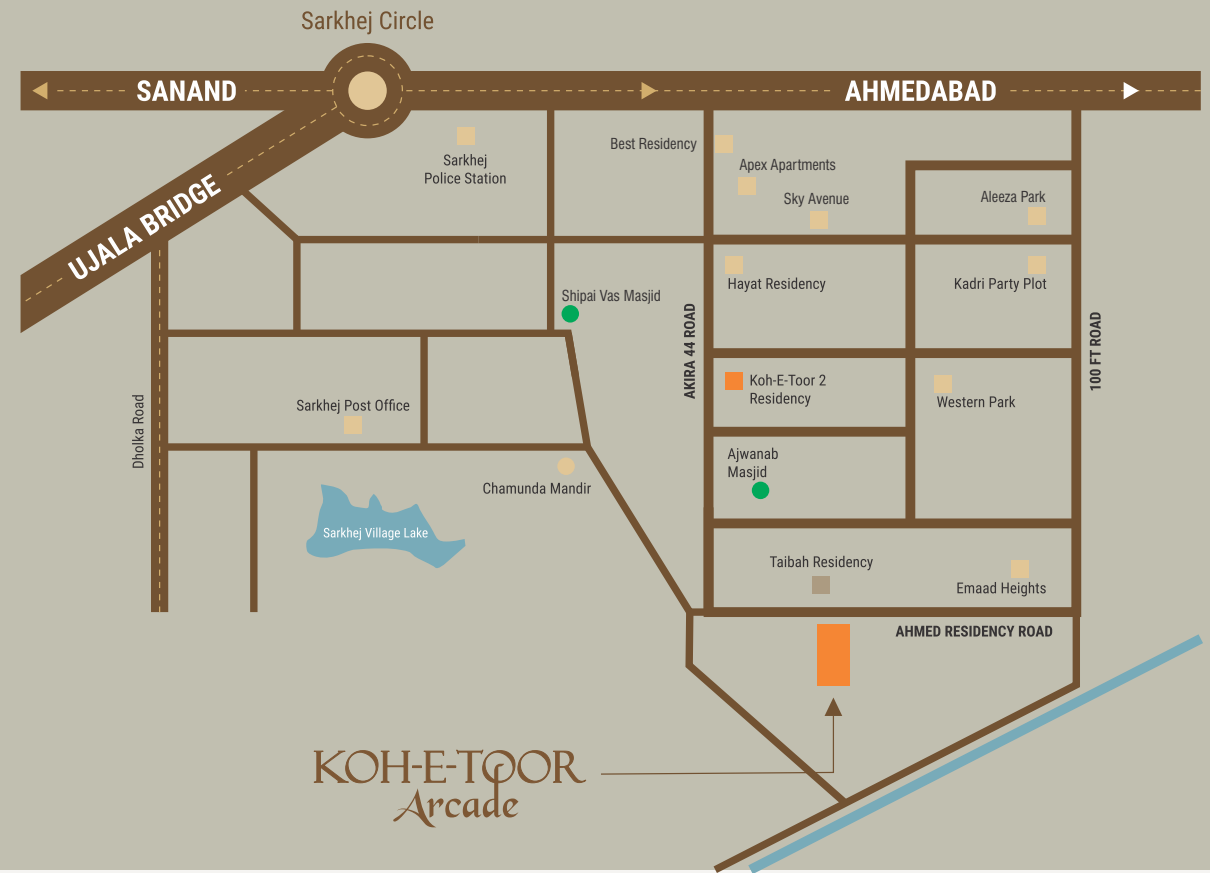 Sarkhej Circle
SANAND
AHMEDABAD
UJALA BRIDGE
Sarkhej
Police Station
Best Residency
Apex Apartments
Sky Avenue
Aleeza Park
Hayat Residency
Kadri Party Plot
Shipai Vas Masjid
AKIRA 44 ROAD
100 FT ROAD
Koh-E-Toor 2
Residency
Western Park
Dholka Road
Sarkhej Post Office
Ajwanab
Masjid
Chamunda Mandir
Sarkhej Village Lake
Taibah Residency
Emaad Heights
AHMED RESIDENCY ROAD
KOH-E-TOOR
Arcade